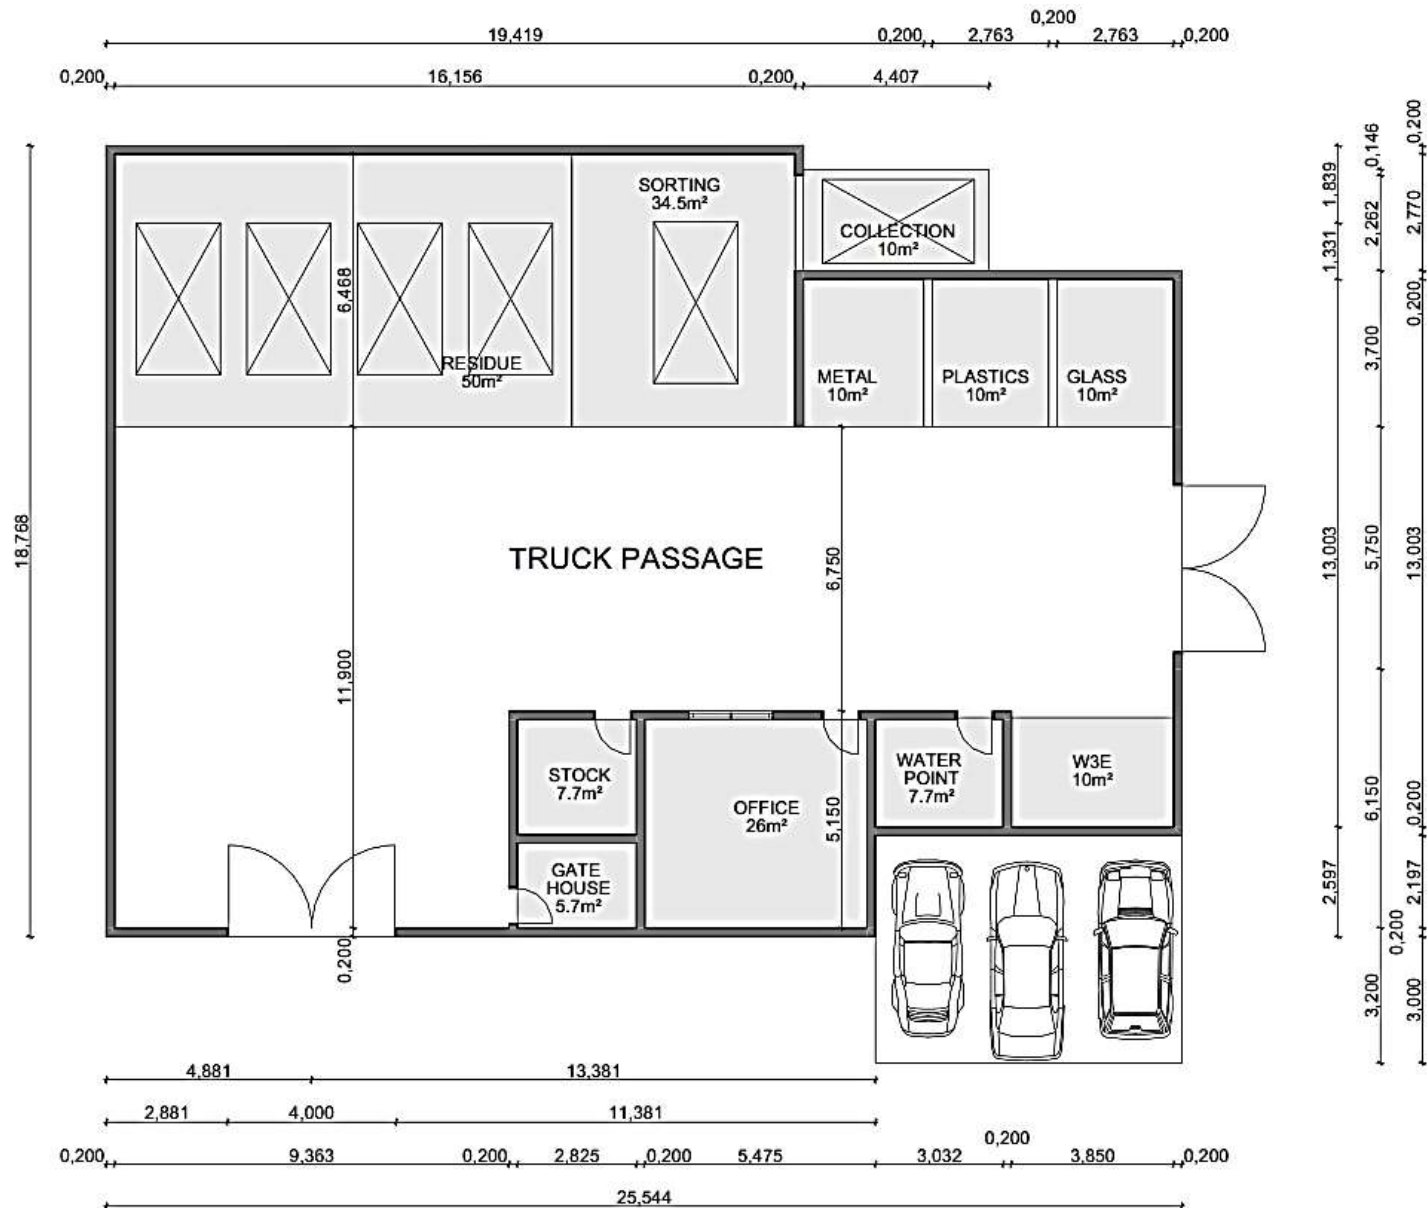 0,200
19,419 0,200 2,763 2,763 0,200
0,200 16,156 0,200 4,407
SORTING
34.5m²
COLLECTION
10m²
RESIDUE
50m²
6,468
METAL
10m²
PLASTICS
10m²
GLASS
10m²
18,768
TRUCK PASSAGE
6,750
11,900
STOCK
7.7m²
GATE
HOUSE
5.7m²
OFFICE
26m²
5,150
WATER
POINT
7.7m²
W3E
10m²
0,200
1,839
1,331
13,003
2,597
0,146
2,262
3,700
5,750
6,150
0,200
3,200
0,200
2,770
0,200
13,003
0,200
2,197
3,000
4,881 13,381
2,881 4,000 11,381
0,200
0,200 9,363 0,200 2,825 0,200 5,475 3,032 3,850 0,200
25,544